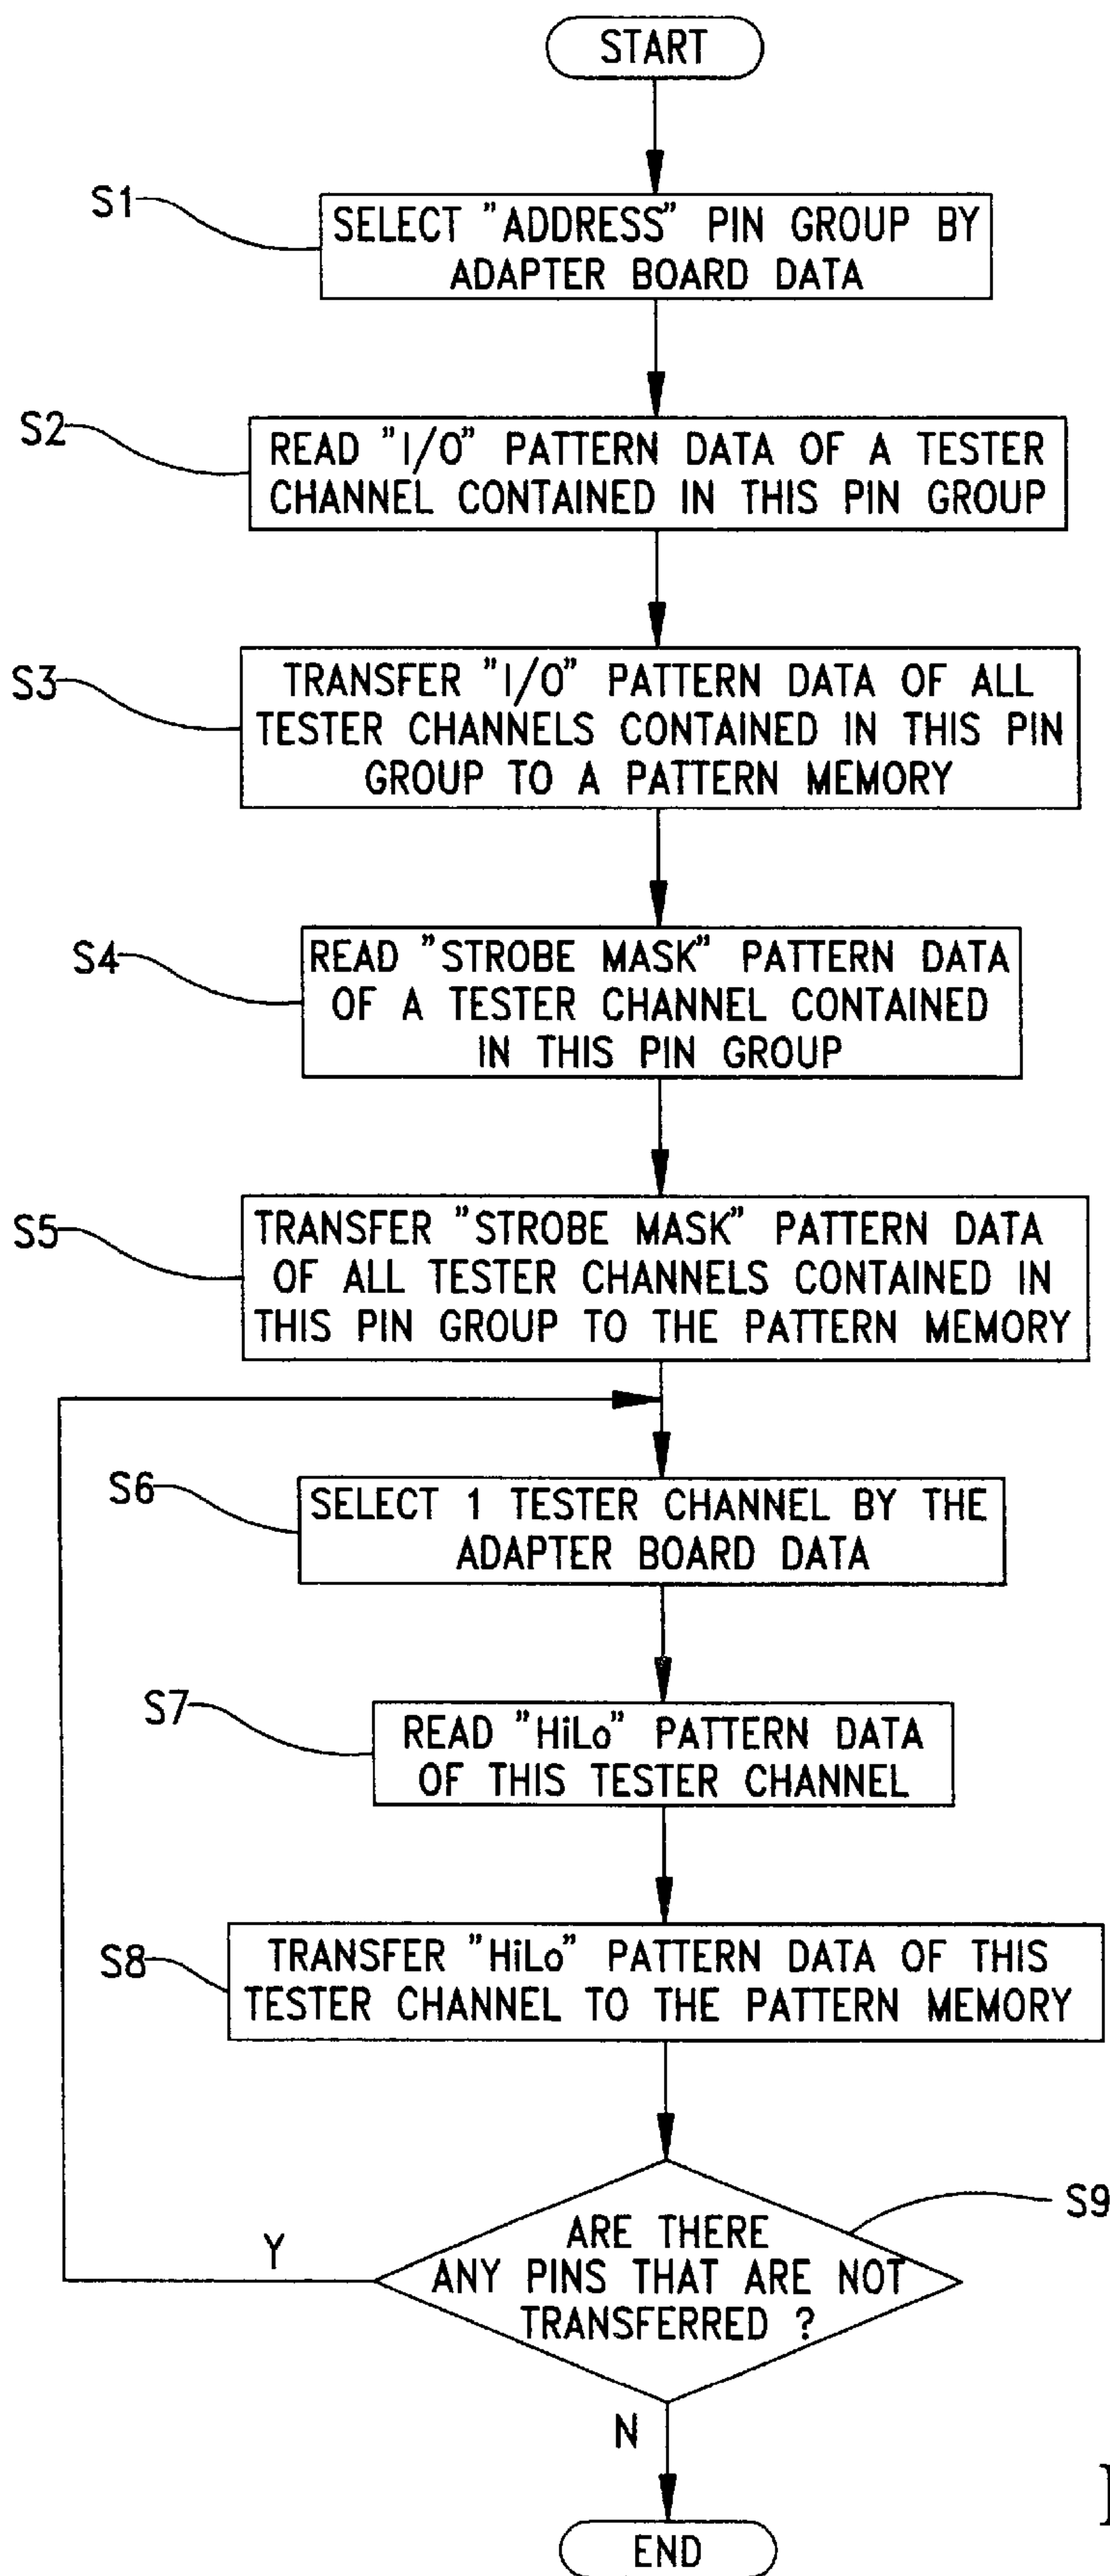 START
S1
SELECT "ADDRESS" PIN GROUP BY
ADAPTER BOARD DATA
S2
READ "I/O" PATTERN DATA OF A TESTER
CHANNEL CONTAINED IN THIS PIN GROUP
S3
TRANSFER "I/O" PATTERN DATA OF ALL
TESTER CHANNELS CONTAINED IN THIS PIN
GROUP TO A PATTERN MEMORY
S4
READ "STROBE MASK" PATTERN DATA
OF A TESTER CHANNEL CONTAINED
IN THIS PIN GROUP
S5
TRANSFER "STROBE MASK" PATTERN DATA
OF ALL TESTER CHANNELS CONTAINED IN
THIS PIN GROUP TO THE PATTERN MEMORY
S6
SELECT 1 TESTER CHANNEL BY THE
ADAPTER BOARD DATA
S7
READ "HiLo" PATTERN DATA
OF THIS TESTER CHANNEL
S8
TRANSFER "HiLo" PATTERN DATA OF THIS
TESTER CHANNEL TO THE PATTERN MEMORY
S9
ARE THERE
ANY PINS THAT ARE NOT
TRANSFERRED ?
Y
N
END